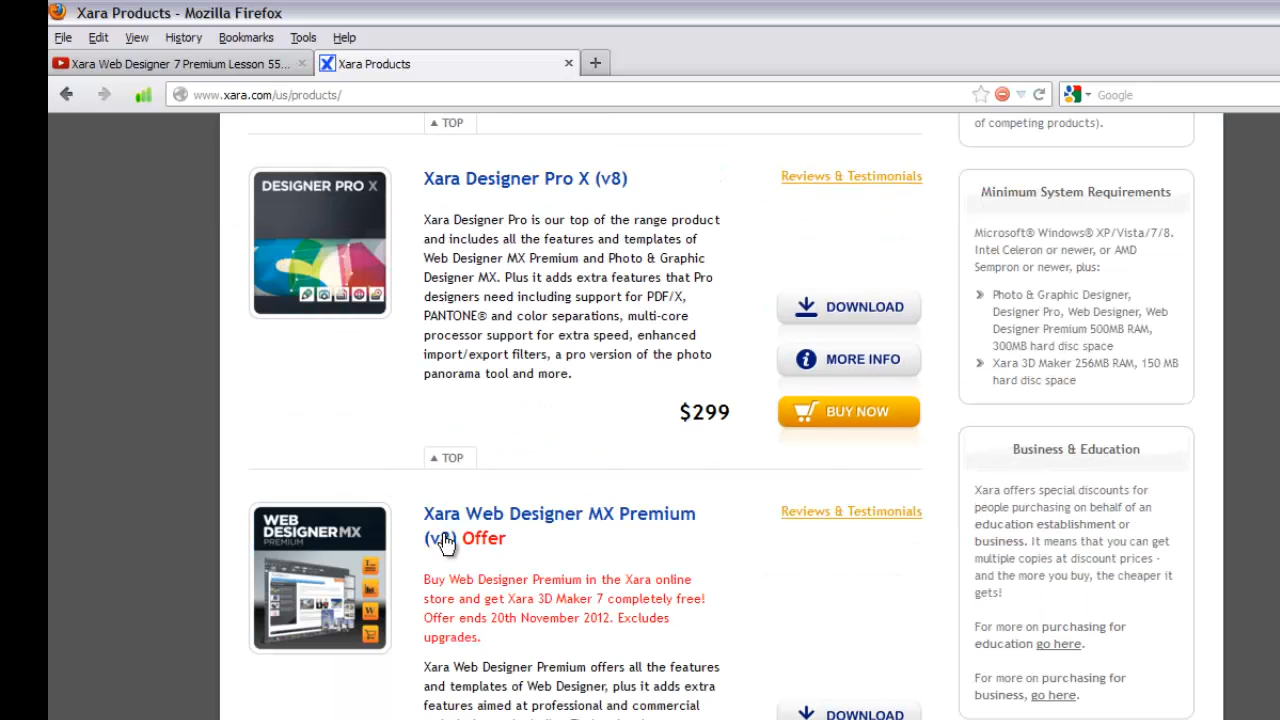 Xara Products - Mozilla Firefox
File Edit View History Bookmarks Tools Help
Xara Web Designer 7 Premium Lesson 55...
Xara Products
www.xara.com/us/products/
Google
TOP
of competing products).
DESIGNER PRO X
Xara Designer Pro X (v8)
Reviews & Testimonials
Xara Designer Pro is our top of the range product
and includes all the features and templates of
Web Designer MX Premium and Photo & Graphic
Designer MX. Plus it adds extra features that Pro
designers need including support for PDF/X,
PANTONE® and color separations, multi-core
processor support for extra speed, enhanced
import/export filters, a pro version of the photo
panorama tool and more.
DOWNLOAD
MORE INFO
$299
BUY NOW
Minimum System Requirements
Microsoft® Windows® XP/Vista/7/8.
Intel Celeron or newer, or AMD
Sempron or newer, plus:
Photo & Graphic Designer,
Designer Pro, Web Designer, Web
Designer Premium 500MB RAM,
300MB hard disc space
Xara 3D Maker 256MB RAM, 150 MB
hard disc space
TOP
WEB
DESIGNER MX
PREMIUM
Xara Web Designer MX Premium
Offer
Reviews & Testimonials
Buy Web Designer Premium in the Xara online
store and get Xara 3D Maker 7 completely free!
Offer ends 20th November 2012. Excludes
upgrades.
Xara Web Designer Premium offers all the features
and templates of Web Designer, plus it adds extra
features aimed at professional and commercial
DOWNLOAD
Business & Education
Xara offers special discounts for
people purchasing on behalf of an
education establishment or
business. It means that you can get
multiple copies at discount prices -
and the more you buy, the cheaper it
gets!
For more on purchasing for
education go here.
For more on purchasing for
business, go here.